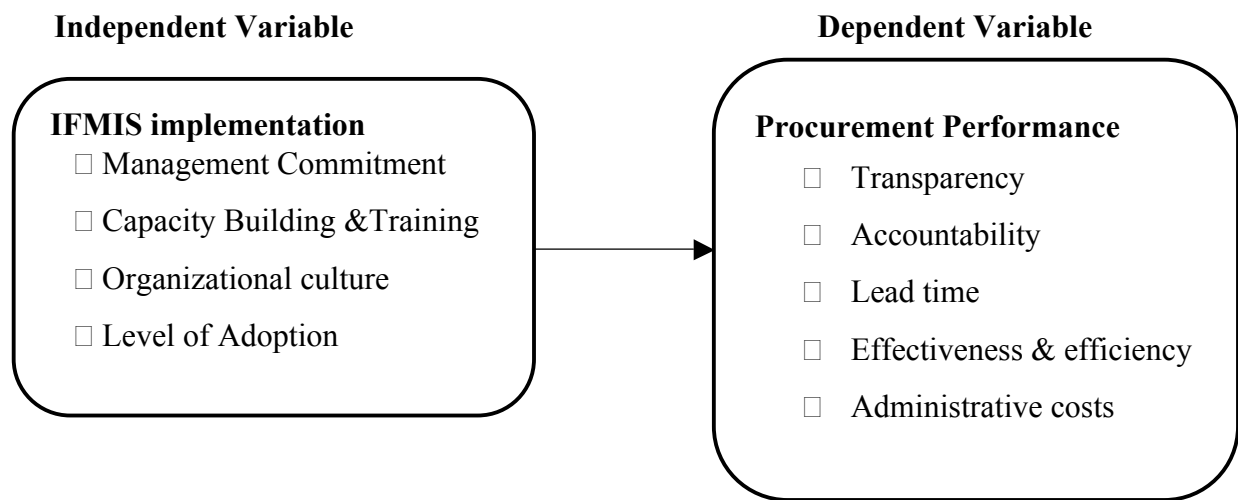 Independent Variable
IFMIS implementation
□ Management Commitment
□ Capacity Building &Training
□ Organizational culture
□ Level of Adoption
Dependent Variable
Procurement Performance
□ Transparency
□ Accountability
□ Lead time
□ Effectiveness & efficiency
□ Administrative costs